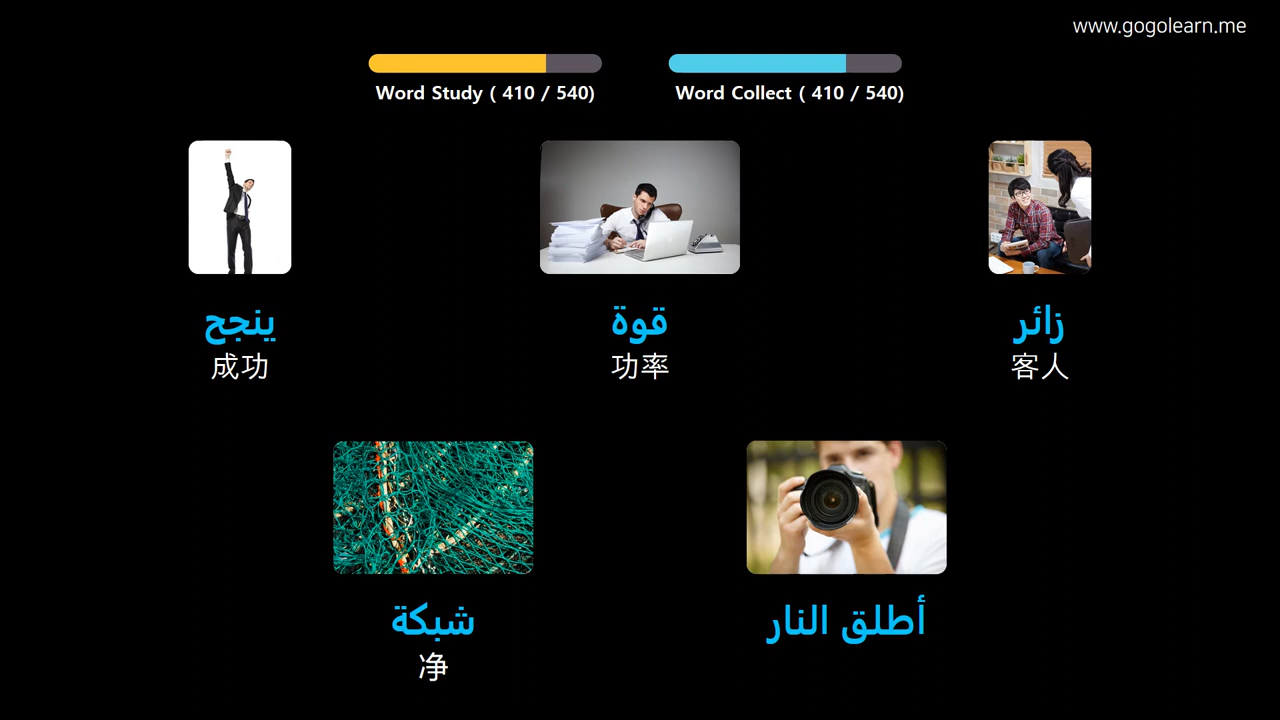 www.gogolearn.me
Word Study ( 410 / 540)
Word Collect ( 410 / 540)
ينجح
成功
قوة
功率
زائر
客人
شبكة
净
أطلق النار